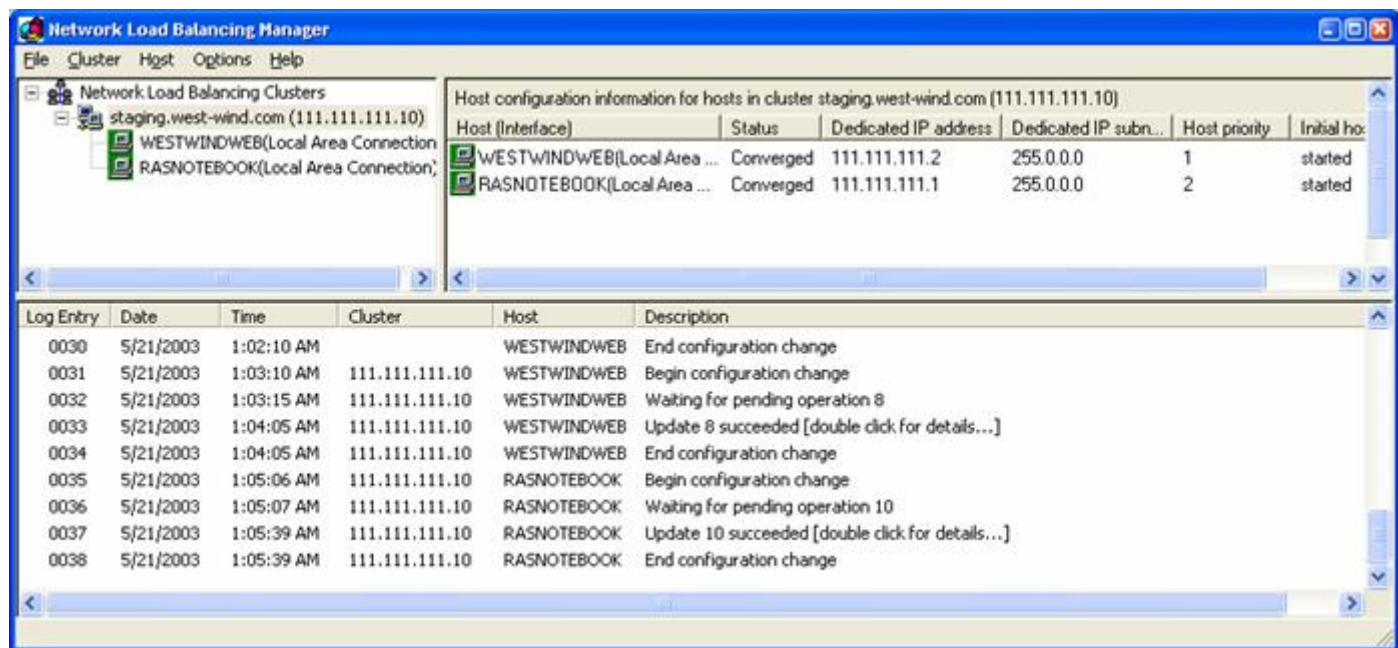 Network Load Balancing Manager
File Cluster Host Options Help
Network Load Balancing Clusters
staging.west-wind.com (111.111.111.10)
WESTWINDWEB(Local Area Connection
RASNOTEBOOK(Local Area Connection)
Host configuration information for hosts in cluster staging.west-wind.com (111.111.111.10)
Host (Interface) Status Dedicated IP address Dedicated IP subn... Host priority Initial ho
WESTWINDWEB(Local Area ... Converged 111.111.111.2 255.0.0.0 1 started
RASNOTEBOOK(Local Area ... Converged 111.111.111.1 255.0.0.0 2 started
Log Entry Date Time Cluster Host Description
0030 5/21/2003 1:02:10 AM WESTWINDWEB End configuration change
0031 5/21/2003 1:03:10 AM 111.111.111.10 WESTWINDWEB Begin configuration change
0032 5/21/2003 1:03:15 AM 111.111.111.10 WESTWINDWEB Waiting for pending operation 8
0033 5/21/2003 1:04:05 AM 111.111.111.10 WESTWINDWEB Update 8 succeeded [double click for details...]
0034 5/21/2003 1:04:05 AM 111.111.111.10 WESTWINDWEB End configuration change
0035 5/21/2003 1:05:06 AM 111.111.111.10 RASNOTEBOOK Begin configuration change
0036 5/21/2003 1:05:07 AM 111.111.111.10 RASNOTEBOOK Waiting for pending operation 10
0037 5/21/2003 1:05:39 AM 111.111.111.10 RASNOTEBOOK Update 10 succeeded [double click for details...]
0038 5/21/2003 1:05:39 AM 111.111.111.10 RASNOTEBOOK End configuration change